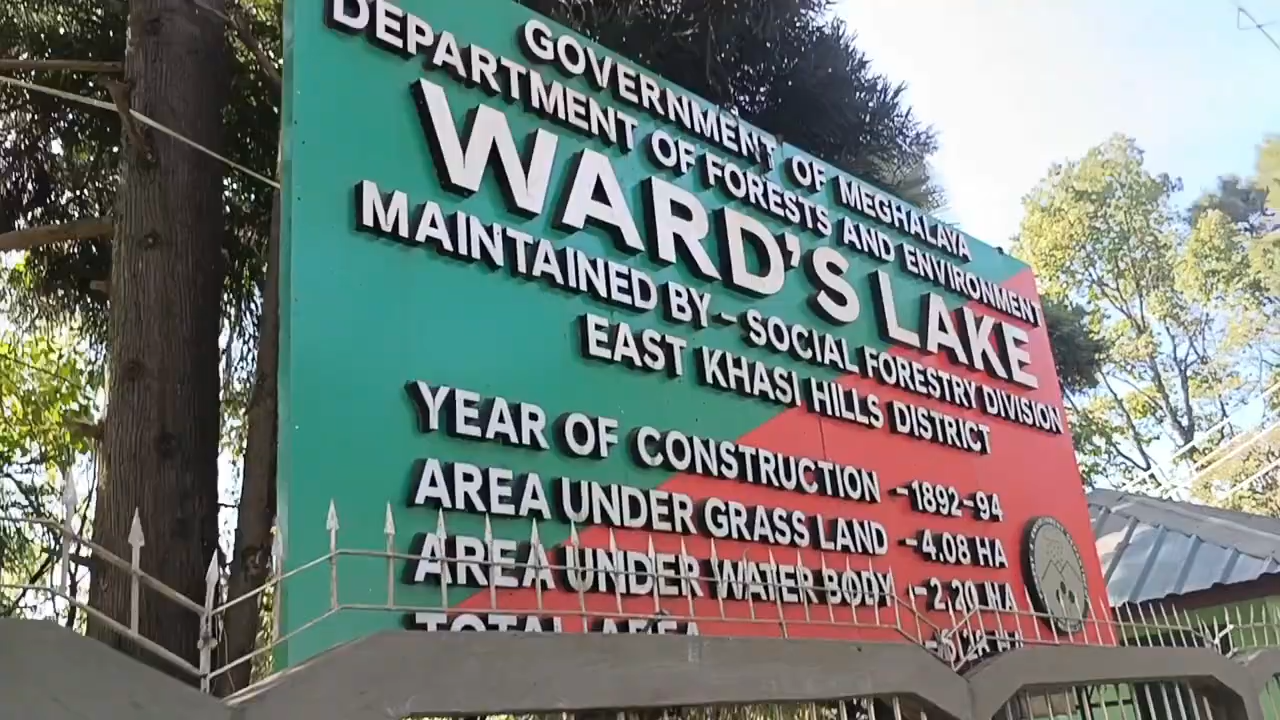 GOVERNMENT OF MEGHALAYA
DEPARTMENT OF FORESTS AND ENVIRONMENT
WARD'S LAKE
MAINTAINED BY - SOCIAL FORESTRY DIVISION
EAST KHASI HILLS DISTRICT
YEAR OF CONSTRUCTION -1892-94
AREA UNDER GRASS LAND -4.08 HA
AREA UNDER WATER BODY -2.20 HA
TOTAL AREA